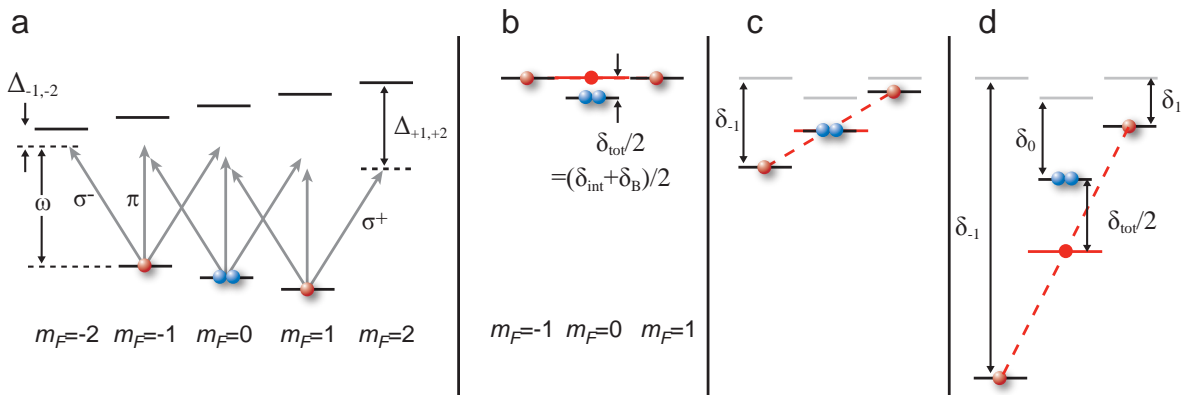 a
Δ-1,-2
ω
σ-
π
σ+
Δ+1,+2
mF=-2 mF=-1 mF=0 mF=1 mF=2
b
δtot/2
=(δint+δB)/2
mF=-1 mF=0 mF=1
c
δ-1
d
δ-1
δ0
δtot/2
δ1